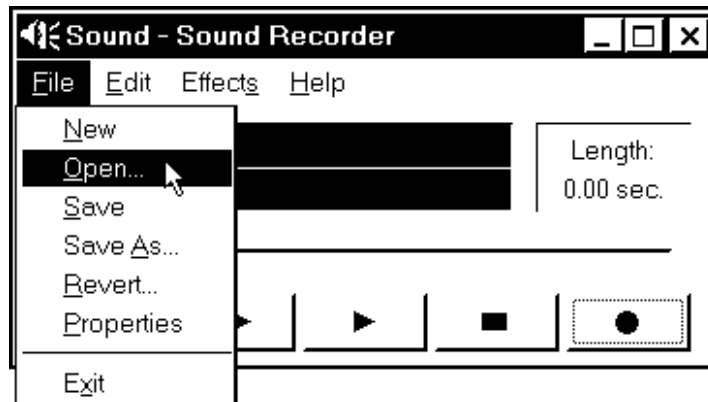 Sound - Sound Recorder
File Edit Effects Help
New
Open...
Save
Save As...
Revert...
Properties
Exit
Length:
0.00 sec.